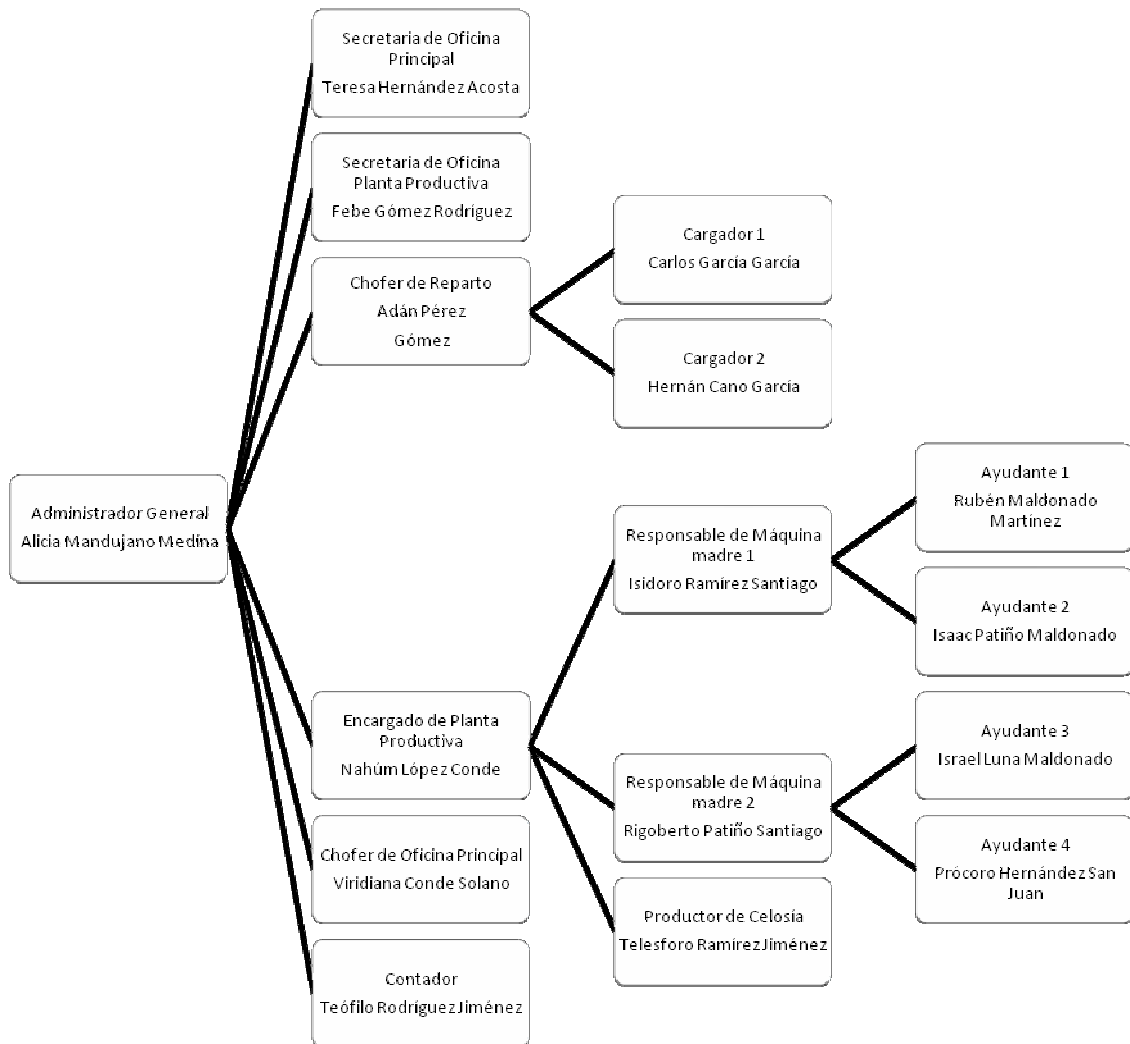 Secretaria de Oficina
Principal
Teresa Hernández Acosta
Secretaria de Oficina
Planta Productiva
Febe Gómez Rodríguez
Chofer de Reparto
Adán Pérez
Gómez
Cargador 1
Carlos García García
Cargador 2
Hernán Cano García
Administrador General
Alicia Mandujano Medina
Encargado de Planta
Productiva
Nahúm López Conde
Responsable de Máquina
madre 1
Isidoro Ramírez Santiago
Ayudante 1
Rubén Maldonado
Martínez
Ayudante 2
Isaac Patiño Maldonado
Responsable de Máquina
madre 2
Rigoberto Patiño Santiago
Ayudante 3
Israel Luna Maldonado
Ayudante 4
Prócoro Hernández San
Juan
Productor de Celosía
Telesforo Ramírez Jiménez
Chofer de Oficina Principal
Viridiana Conde Solano
Contador
Teófilo Rodríguez Jiménez